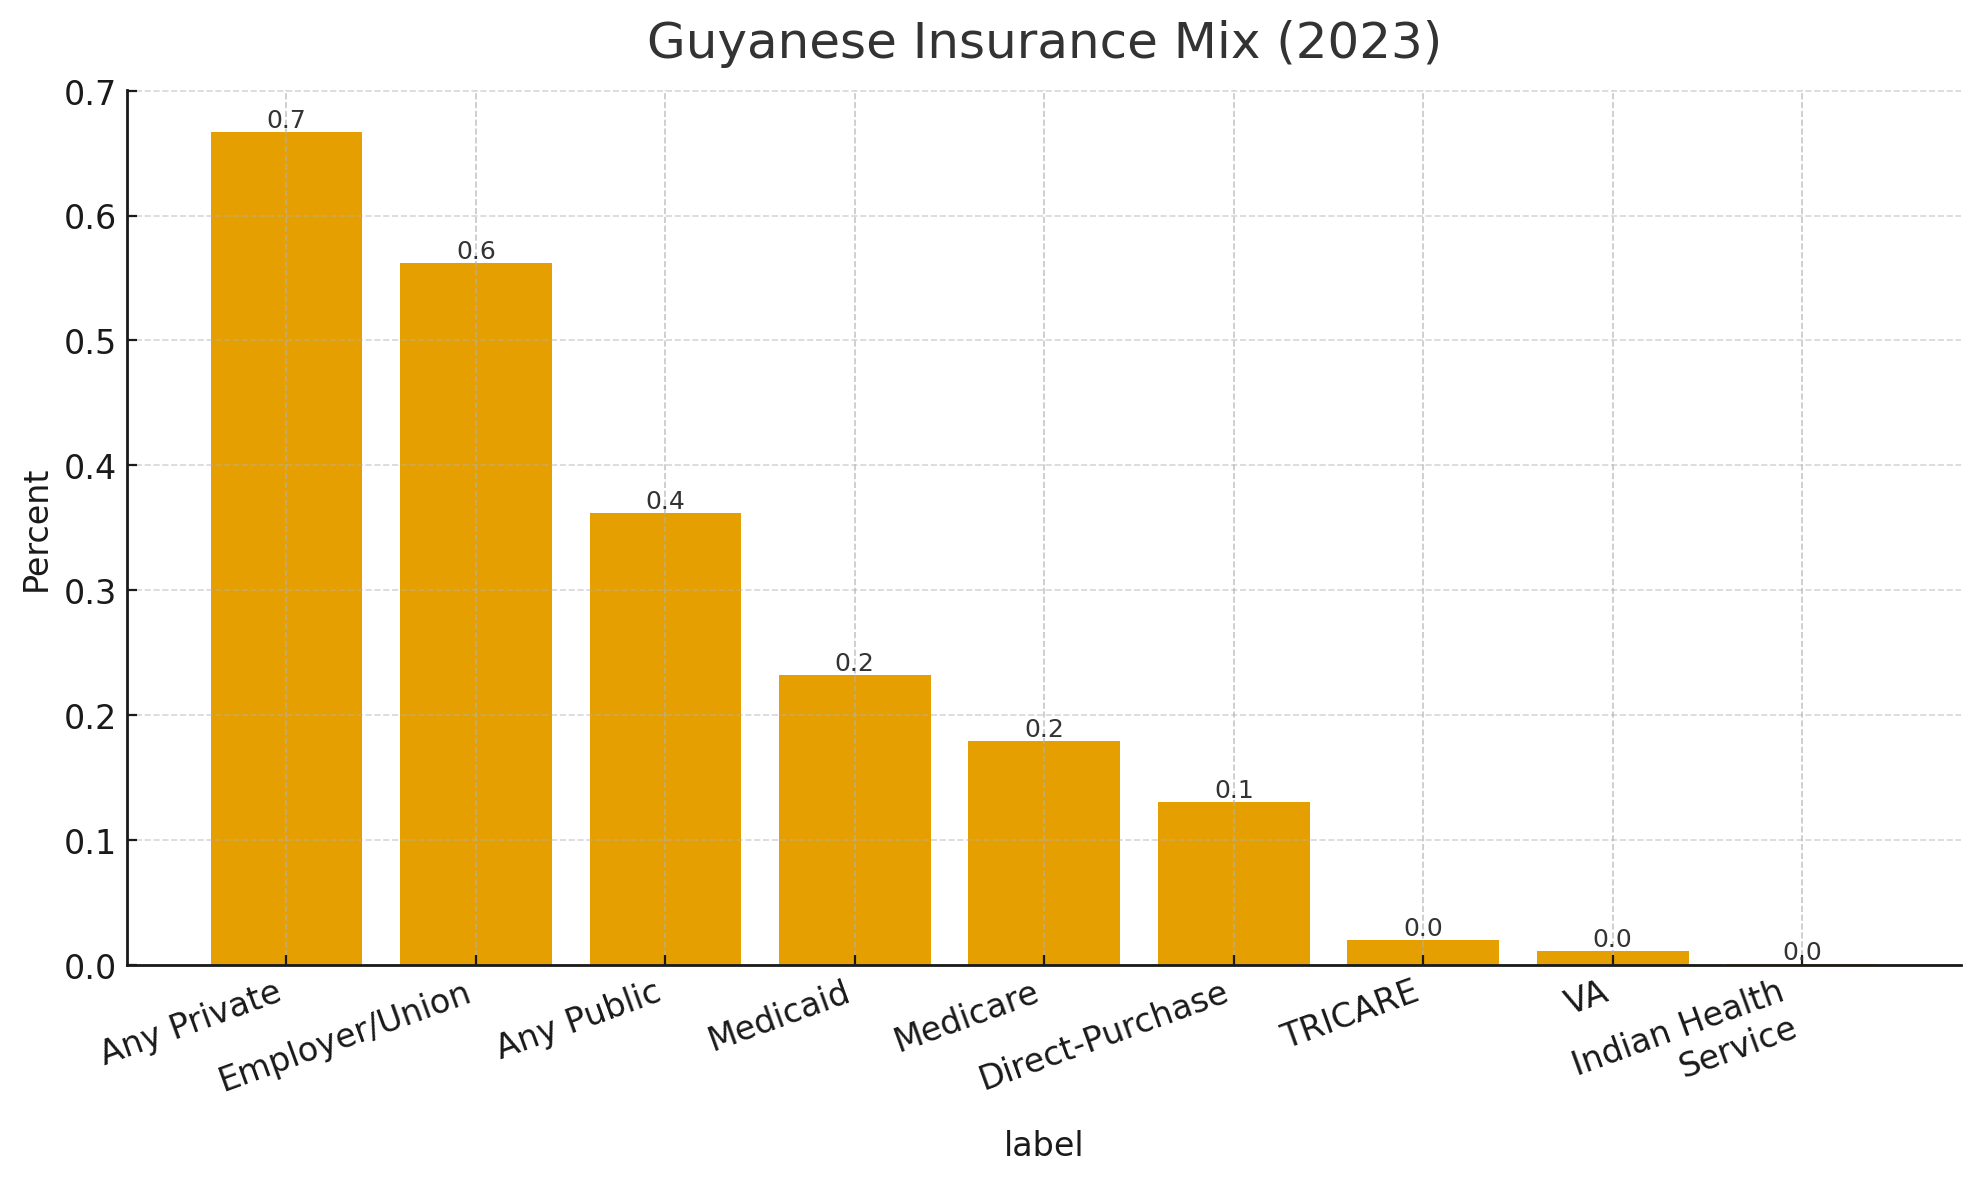 Guyanese Insurance Mix (2023)
Percent
0.7
0.6
0.5
0.4
0.3
0.2
0.1
0.0
0.7
0.6
0.4
0.2
0.2
0.1
0.0
0.0
0.0
Any Private
Employer/Union
Any Public
Medicaid
Medicare
Direct-Purchase
TRICARE
VA
Indian Health
Service
label